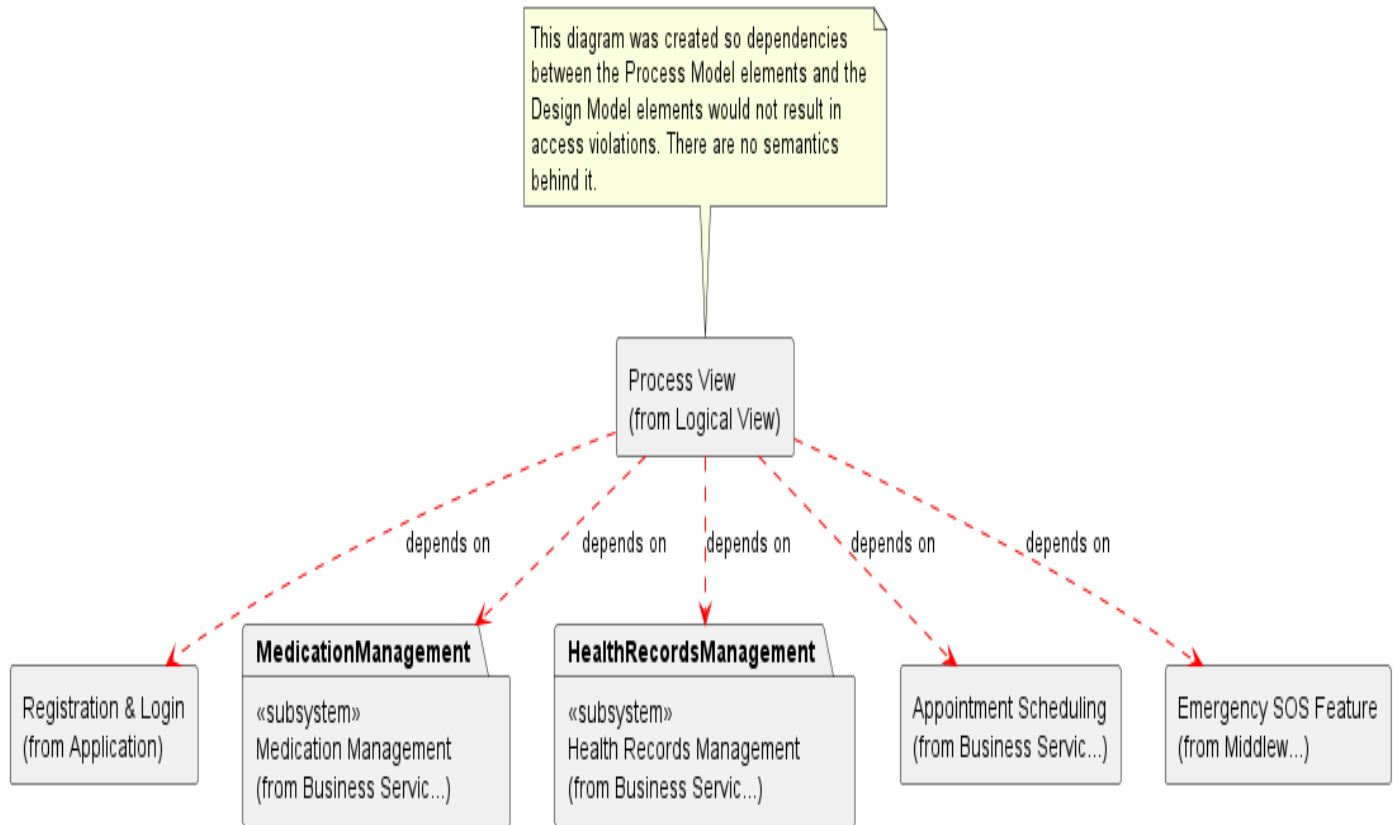 This diagram was created so dependencies
between the Process Model elements and the
Design Model elements would not result in
access violations. There are no semantics
behind it.
Process View
(from Logical View)
depends on
depends on
depends on
depends on
depends on
Registration & Login
(from Application)
MedicationManagement
«subsystem»
Medication Management
(from Business Servic...)
HealthRecordsManagement
«subsystem»
Health Records Management
(from Business Servic...)
Appointment Scheduling
(from Business Servic...)
Emergency SOS Feature
(from Middlew...)